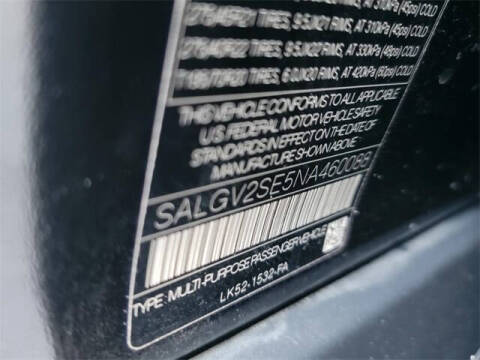 275/45R21 TIRES, 9.5JX21 RIMS, AT 310kPa (45psi) COLD
275/40R22 TIRES, 9.5JX22 RIMS, AT 330kPa (48psi) COLD
T195/70R20 TIRES, 6.0JX20 RIMS, AT 420kPa (60psi) COLD
THIS VEHICLE CONFORMS TO ALL APPLICABLE
U.S. FEDERAL MOTOR VEHICLE SAFETY
STANDARDS IN EFFECT ON THE DATE OF
MANUFACTURE SHOWN ABOVE.
SALGV2SE5NA460088
TYPE: MULTI-PURPOSE PASSENGER VEHICLE
LK52-1532-FA